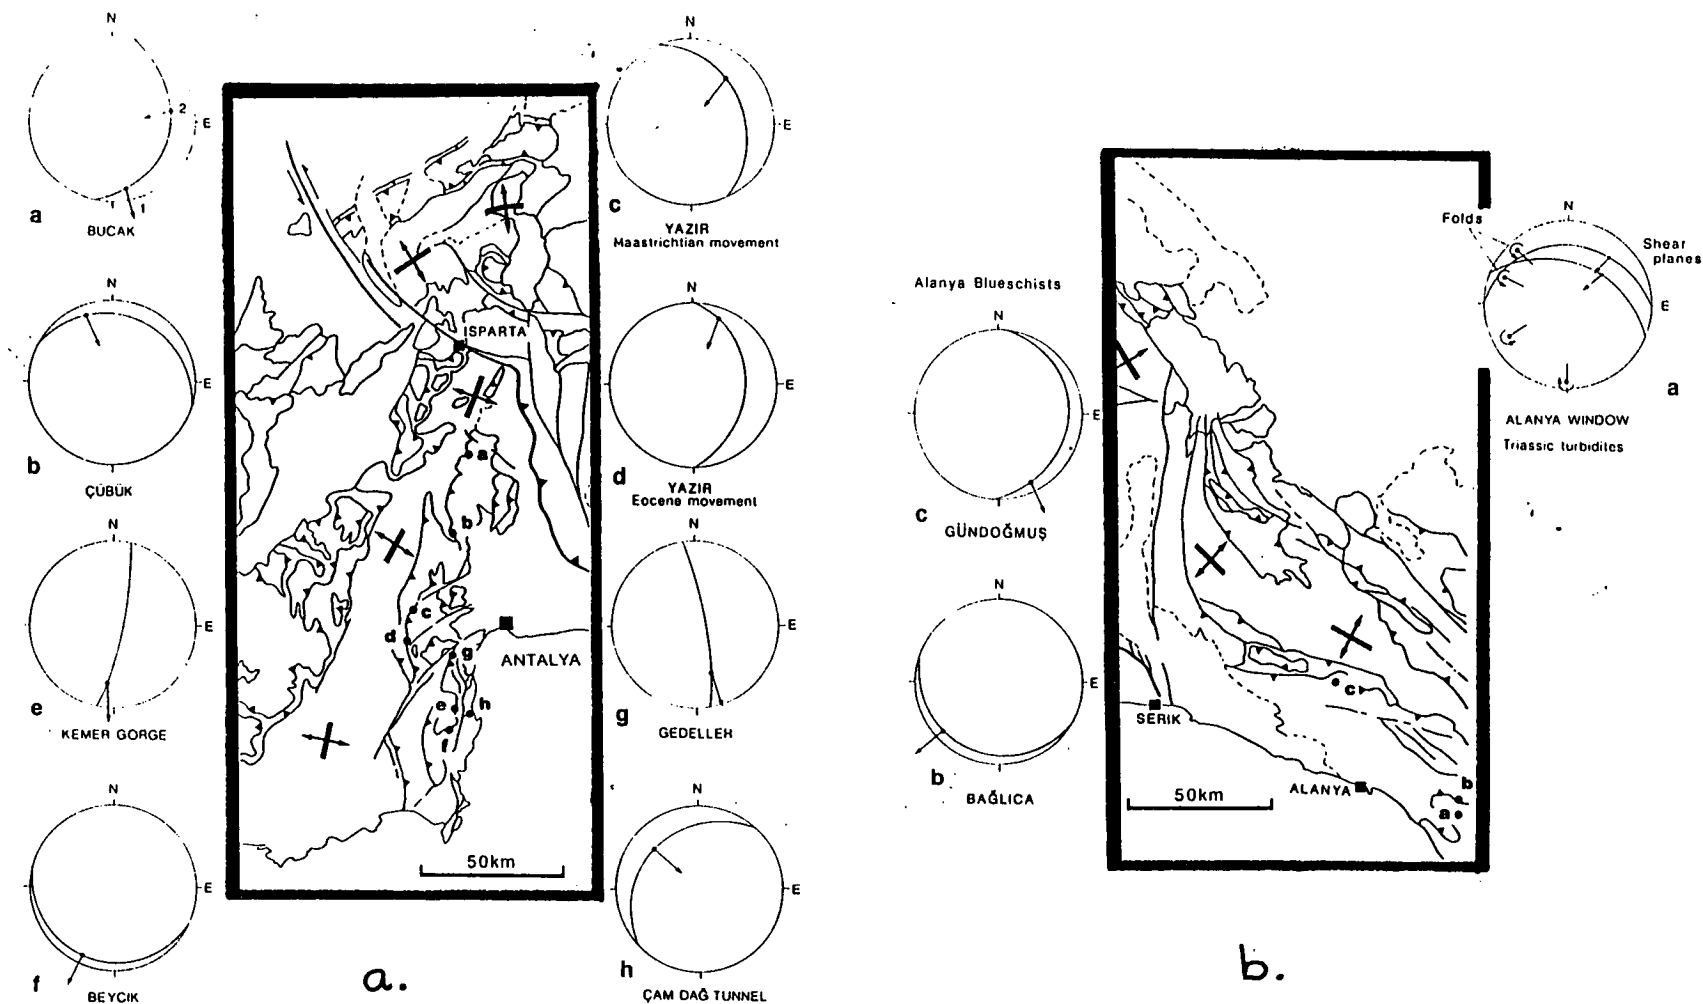 N
E
2
1
a
BUCAK
N
E
b
ÇÜBÜK
N
E
e
KEMER GORGE
N
E
f
BEYCIK
ISPARTA
a
b
c
d
g
ANTALYA
e
h
f
50km
a.
N
E
c
YAZIR
Maastrichtian movement
N
E
d
YAZIR
Eocene movement
N
E
g
GEDELLEH
N
E
h
ÇAM DAĞ TUNNEL
Alanya Blueschists
N
E
c
GÜNDOĞMUŞ
N
E
b
BAĞLICA
c
SERIK
50km
ALANYA
b
a
b.
Folds
N
Shear
planes
E
a
ALANYA WINDOW
Triassic turbidites